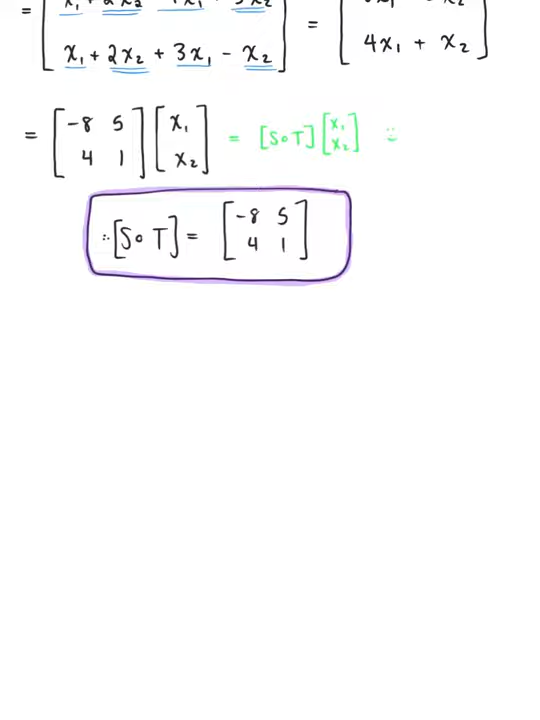 = [x₁ + 2x₂ + 3x₁ - x₂] = [4x₁ + x₂]
= [-8 5] [x₁] = [S∘T] [x₁] :)
[4 1] [x₂] [x₂]
∴ [S∘T] = [-8 5]
[4 1]